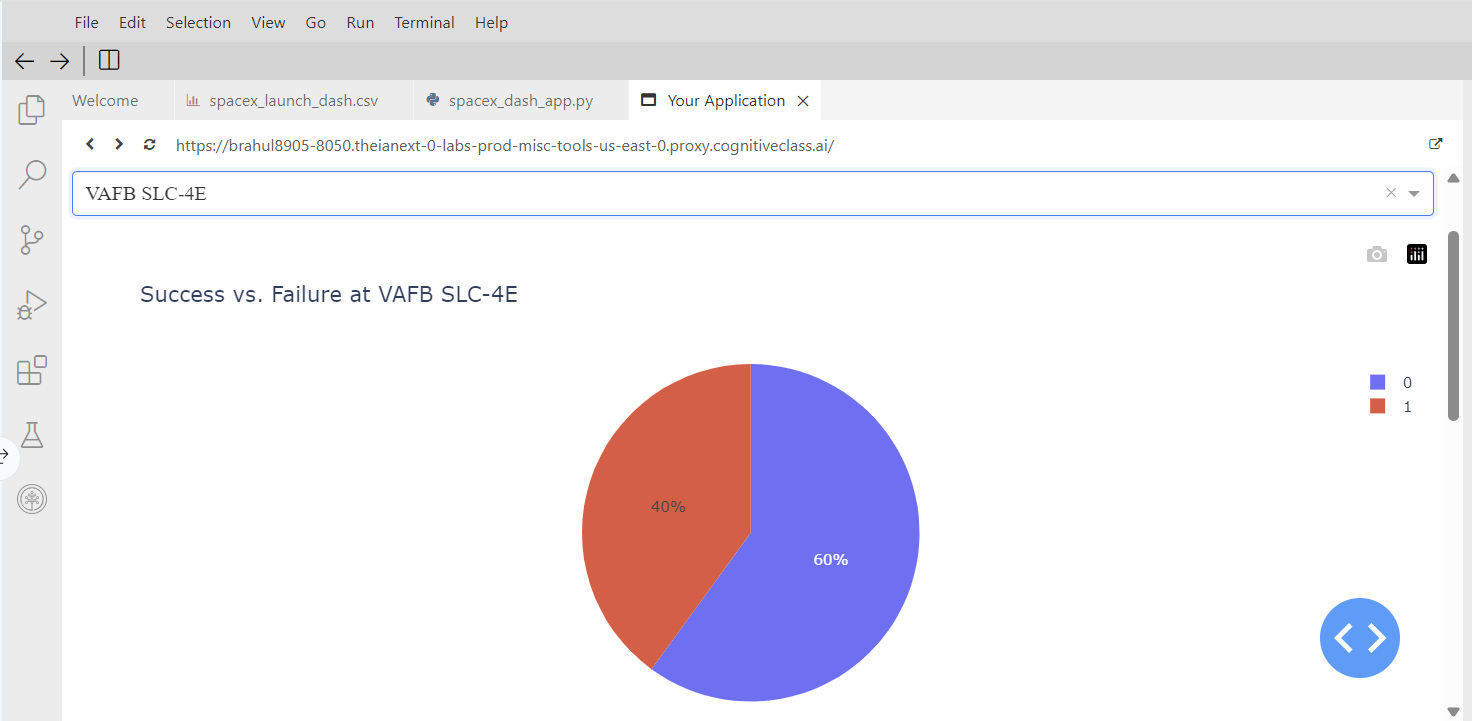 File Edit Selection View Go Run Terminal Help
Welcome spacex_launch_dash.csv spacex_dash_app.py Your Application
https://brahul8905-8050.theianext-0-labs-prod-misc-tools-us-east-0.proxy.cognitiveclass.ai/
VAFB SLC-4E
Success vs. Failure at VAFB SLC-4E
0
1
40%
60%